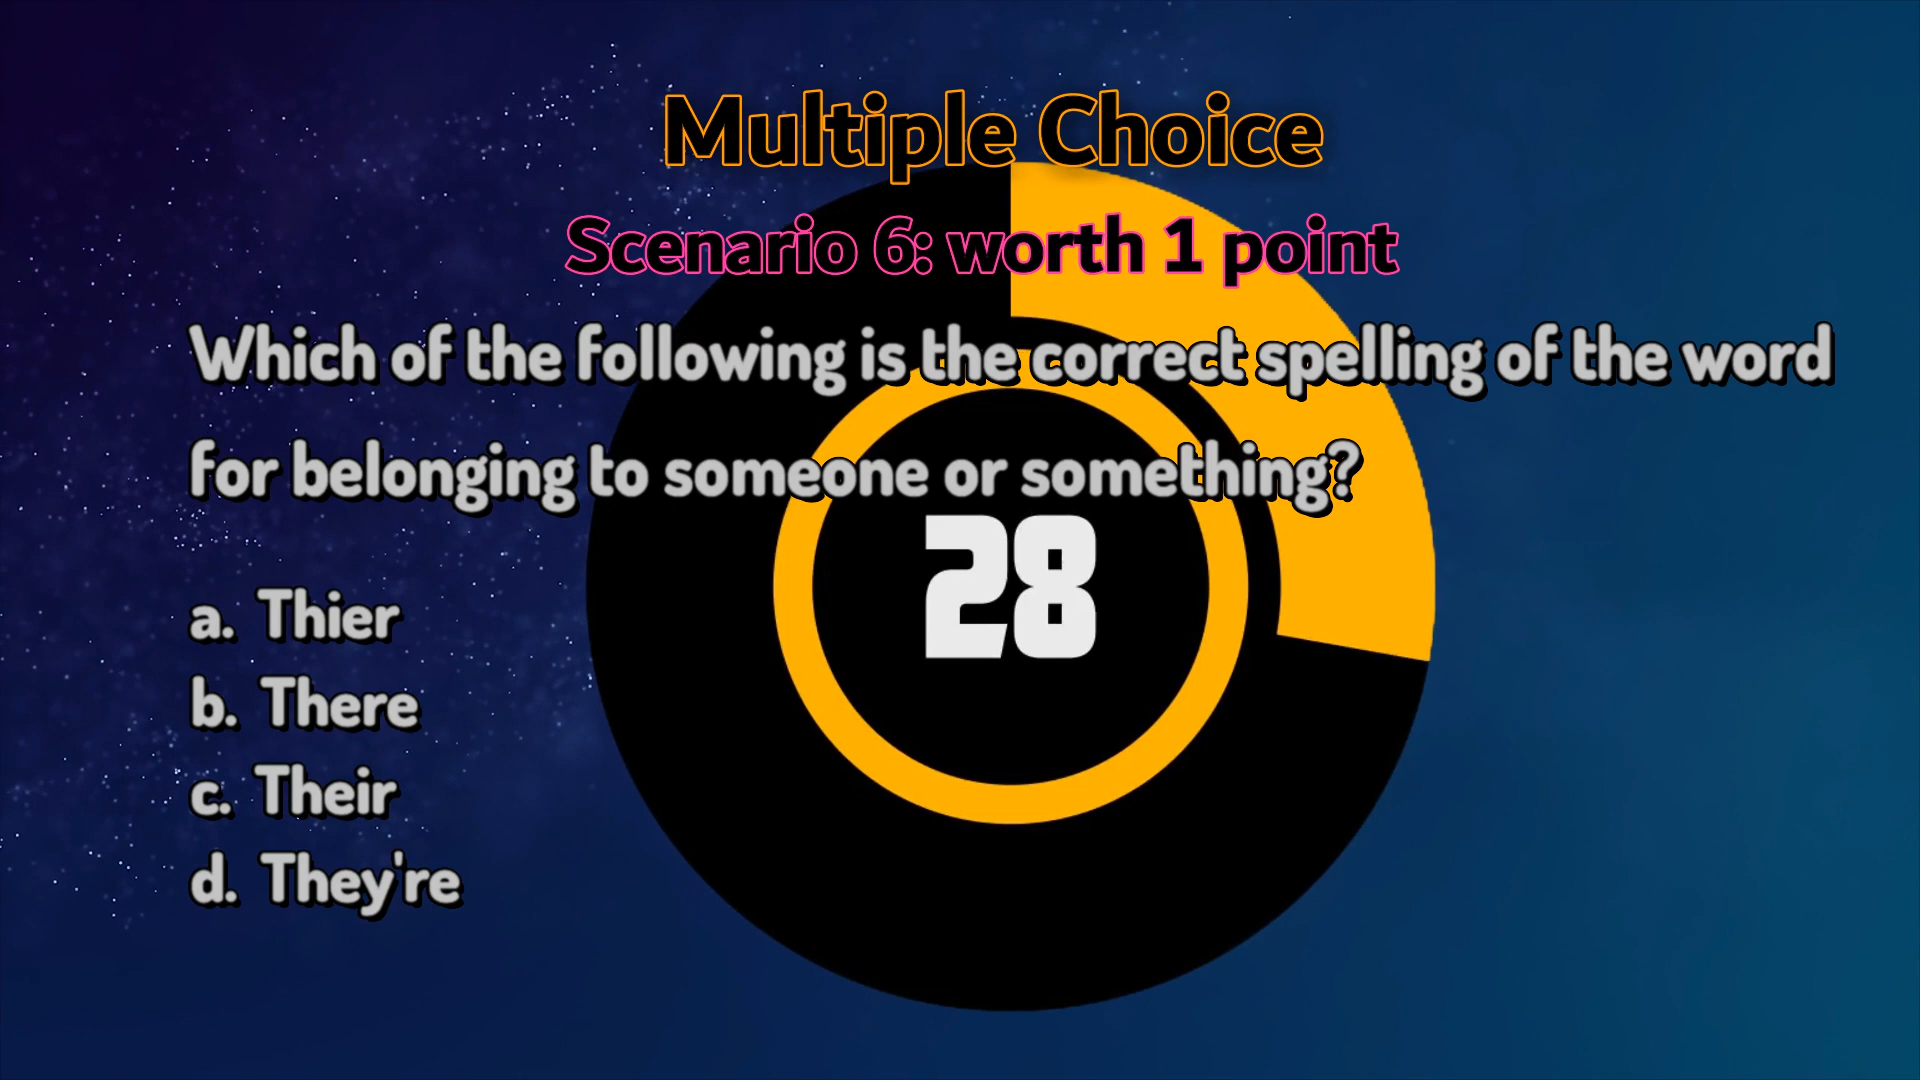 Multiple Choice
Scenario 6: worth 1 point
Which of the following is the correct spelling of the word
for belonging to someone or something?
28
a. Thier
b. There
c. Their
d. They're